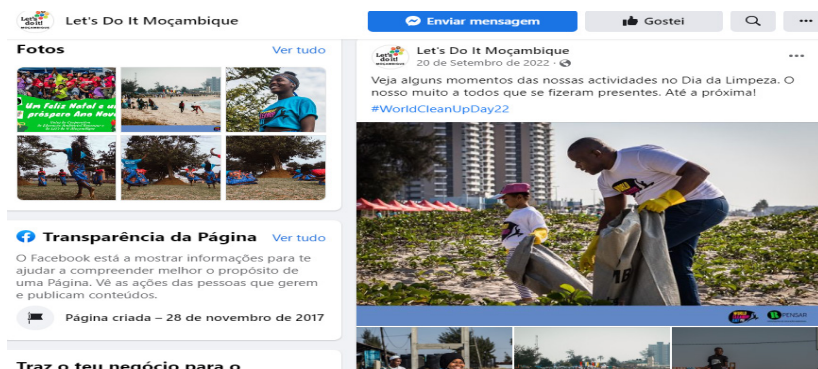 Let's Do It Moçambique
Enviar mensagem
Gostei
Fotos
Ver tudo
Um Feliz Natal e um
próspero Ano Novo
Transparência da Página
Ver tudo
O Facebook está a mostrar informações para te
ajudar a compreender melhor o propósito de
uma Página. Vê as ações das pessoas que gerem
e publicam conteúdos.
Página criada – 28 de novembro de 2017
Traz o teu negócio para o
Let's Do It Moçambique
20 de Setembro de 2022
Veja alguns momentos das nossas actividades no Dia da Limpeza. O
nosso muito a todos que se fizeram presentes. Até a próxima!
#WorldCleanUpDay22